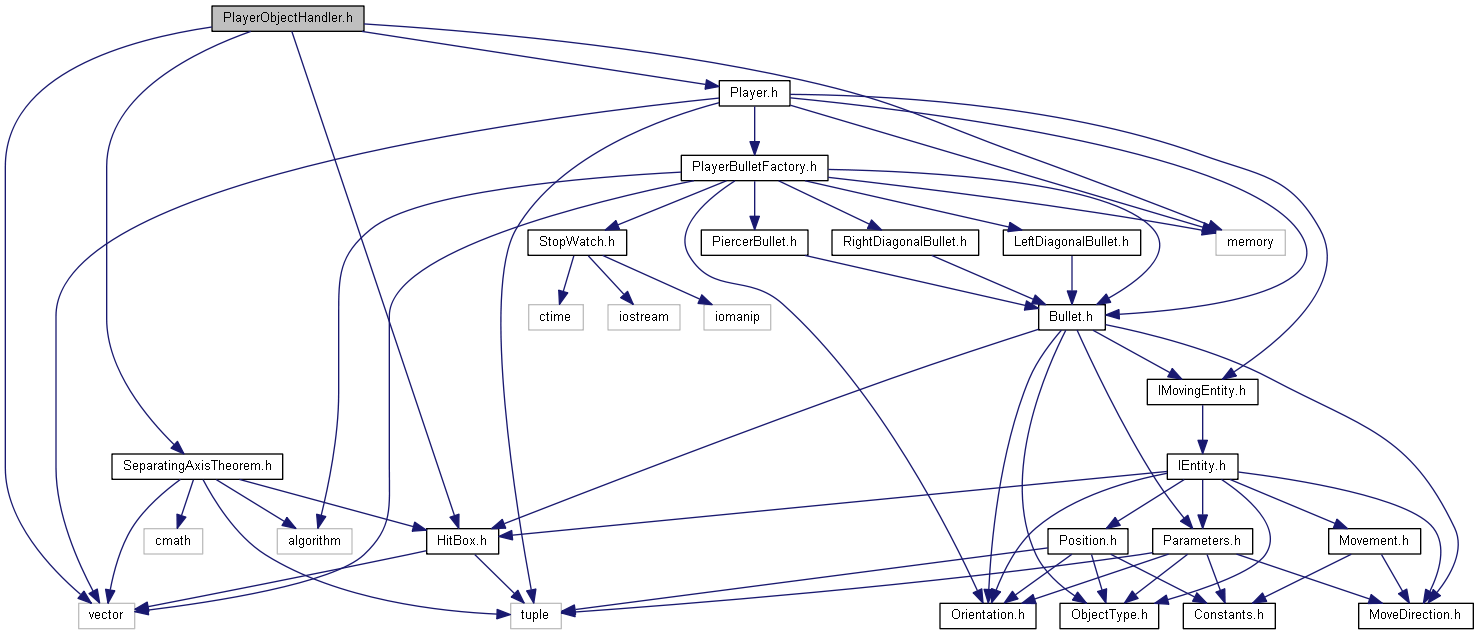 PlayerObjectHandler.h
Player.h
PlayerBulletFactory.h
StopWatch.h
PiercerBullet.h
RightDiagonalBullet.h
LeftDiagonalBullet.h
memory
ctime
iostream
iomanip
Bullet.h
IMovingEntity.h
SeparatingAxisTheorem.h
IEntity.h
cmath
algorithm
HitBox.h
Position.h
Parameters.h
Movement.h
vector
tuple
Orientation.h
ObjectType.h
Constants.h
MoveDirection.h